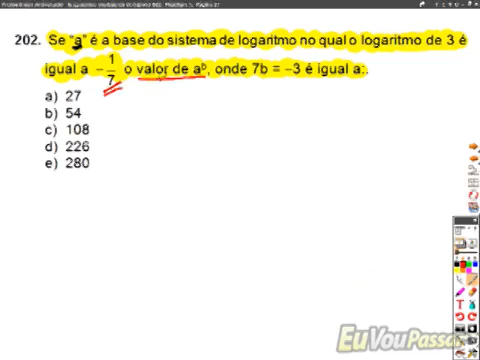 202. Se "a" é a base do sistema de logaritmo no qual o logaritmo de 3 é
igual a − 1/7 o valor de aᵇ, onde 7b = −3 é igual a:.
a) 27
b) 54
c) 108
d) 226
e) 280
EuVouPassar